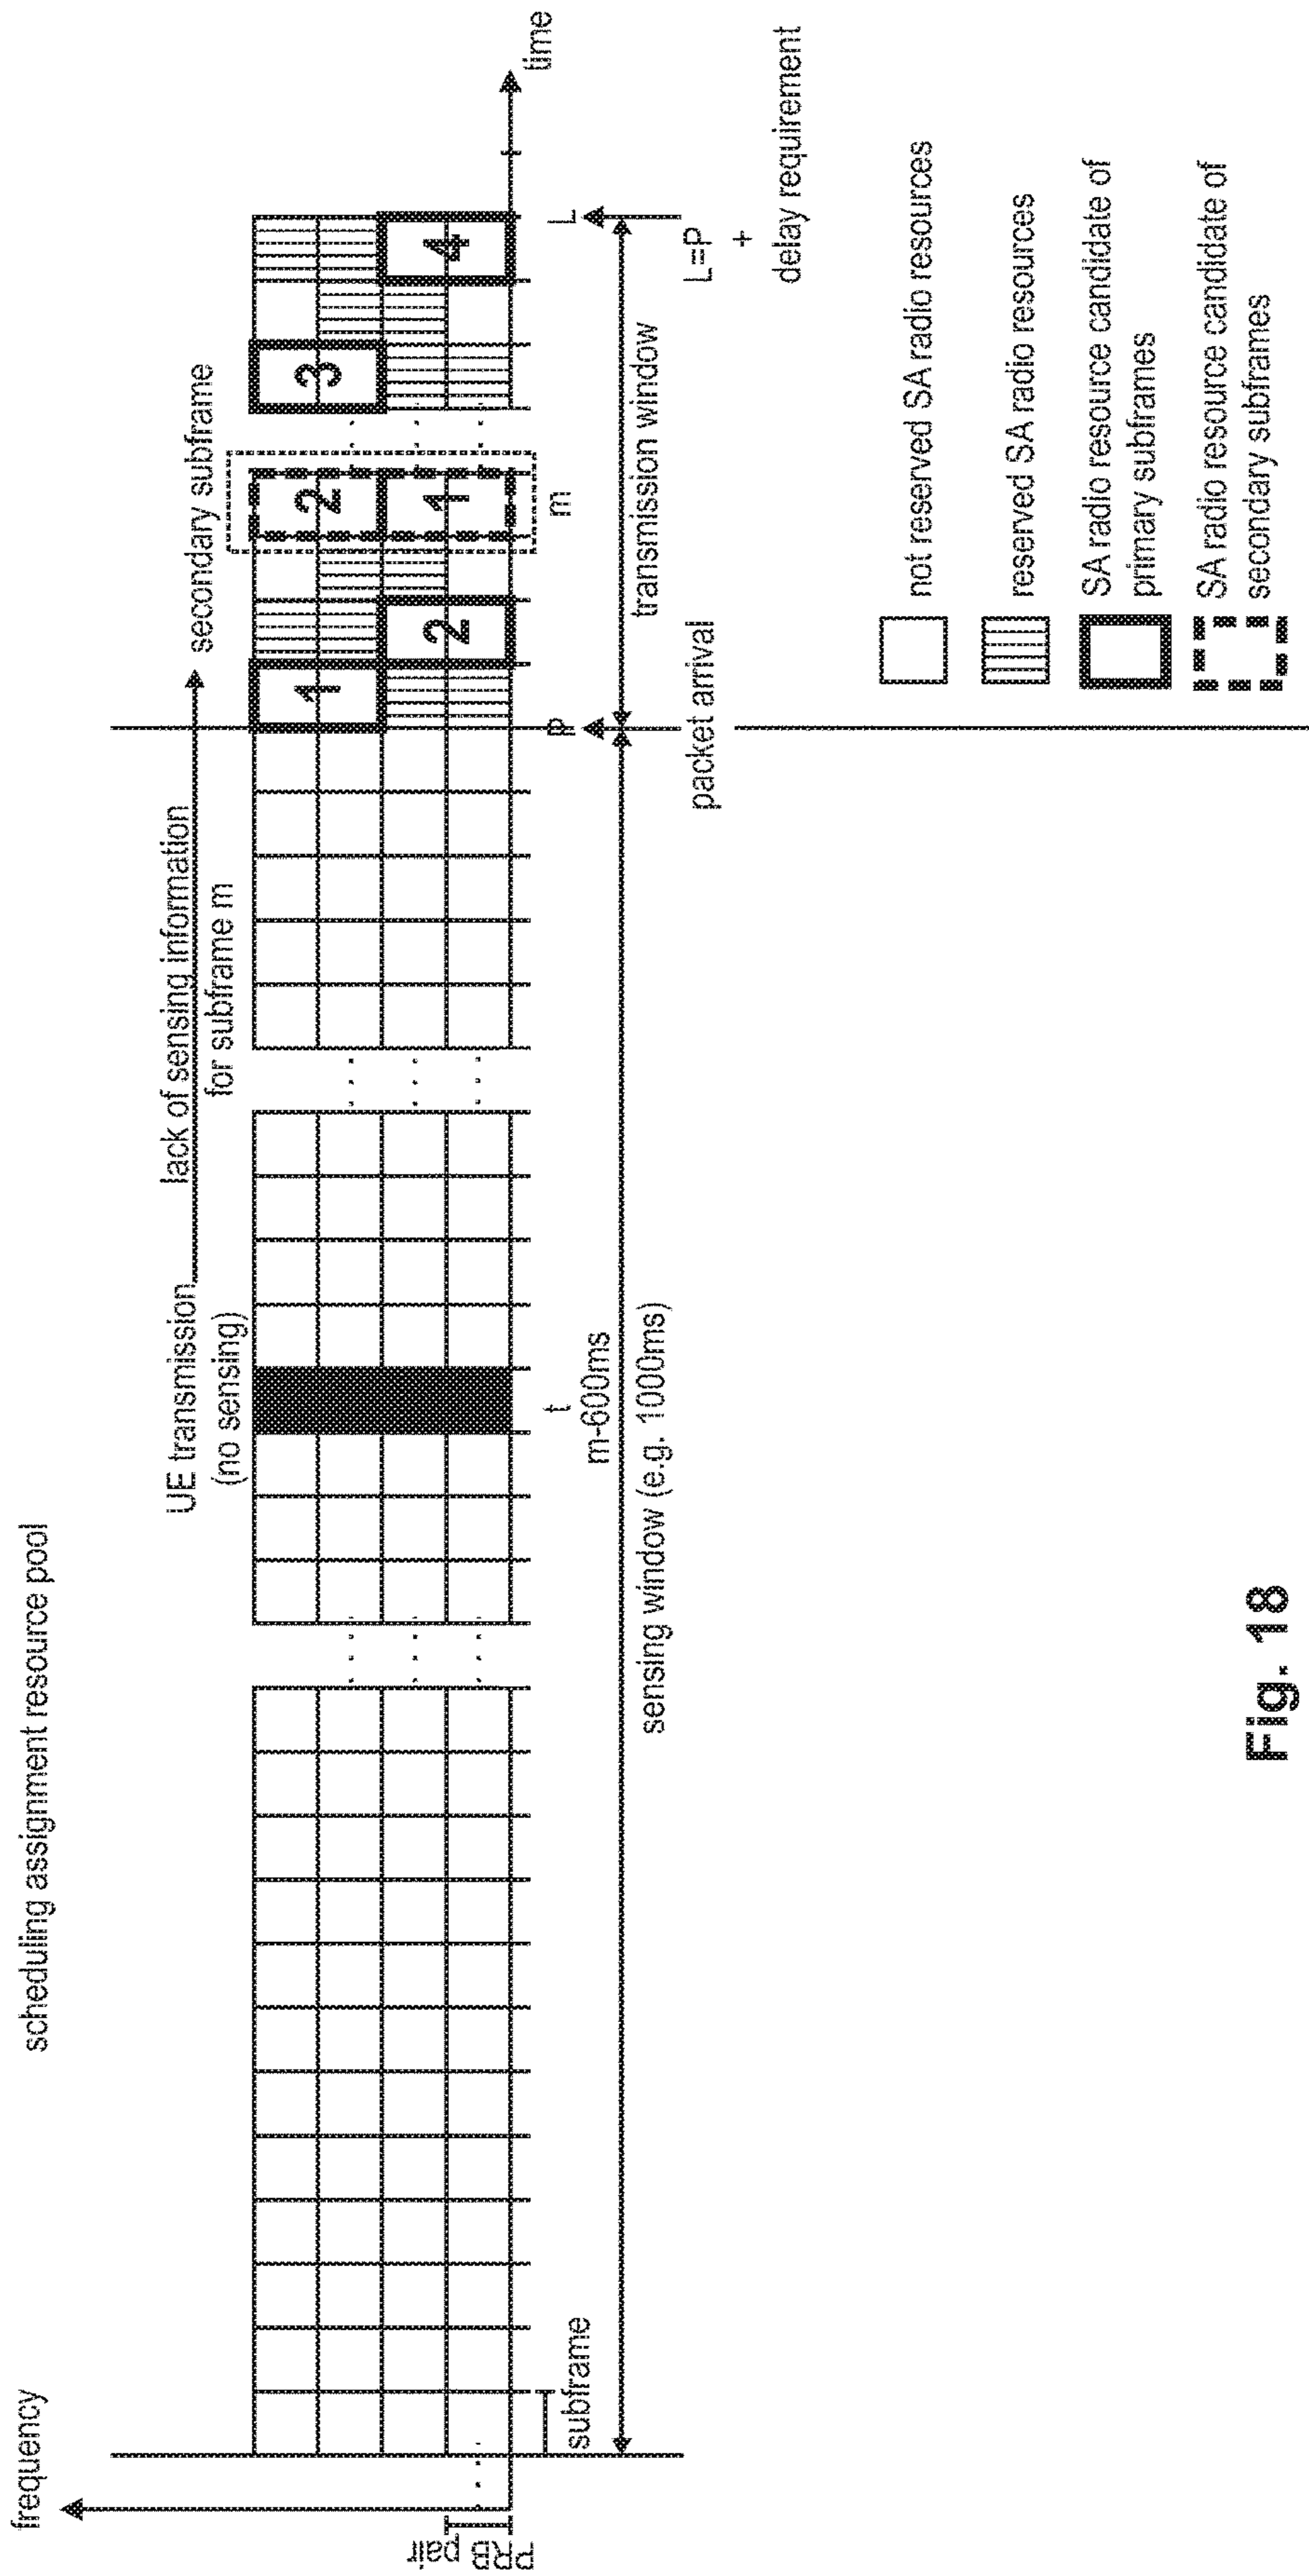 scheduling assignment resource pool
frequency
UE transmission
(no sensing)
lack of sensing information
for subframe m
secondary subframe
1
2
2
1
3
4
PRB pair
subframe
t
m-600ms
P
m
L
time
sensing window (e.g. 1000ms)
transmission window
packet arrival
L=P
+
delay requirement
not reserved SA radio resources
reserved SA radio resources
SA radio resource candidate of
primary subframes
SA radio resource candidate of
secondary subframes
Fig. 18